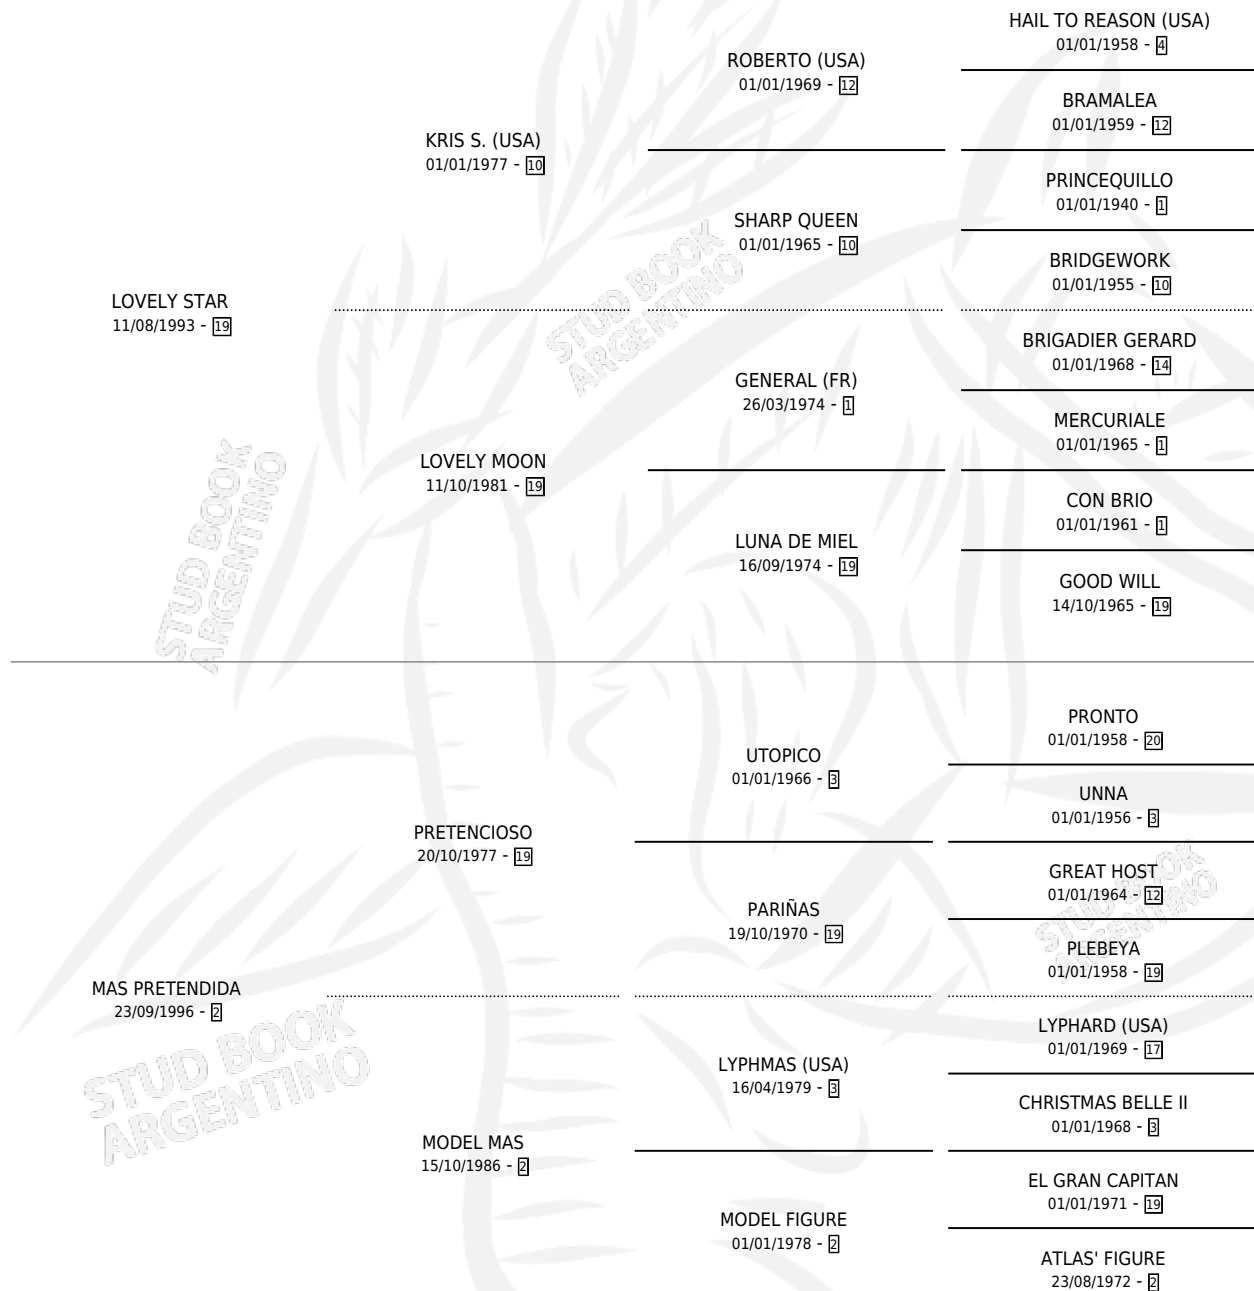 HAIL TO REASON (USA)
01/01/1958 - 4
ROBERTO (USA)
01/01/1969 - 12
BRAMALEA
01/01/1959 - 12
KRIS S. (USA)
01/01/1977 - 10
PRINCEQUILLO
01/01/1940 - 1
SHARP QUEEN
01/01/1965 - 10
BRIDGEWORK
01/01/1955 - 10
LOVELY STAR
11/08/1993 - 19
BRIGADIER GERARD
01/01/1968 - 14
GENERAL (FR)
26/03/1974 - 1
MERCURIALE
01/01/1965 - 1
LOVELY MOON
11/10/1981 - 19
CON BRIO
01/01/1961 - 1
LUNA DE MIEL
16/09/1974 - 19
GOOD WILL
14/10/1965 - 19
PRONTO
01/01/1958 - 20
UTOPICO
01/01/1966 - 3
UNNA
01/01/1956 - 3
PRETENCIOSO
20/10/1977 - 19
GREAT HOST
01/01/1964 - 12
PARIÑAS
19/10/1970 - 19
PLEBEYA
01/01/1958 - 19
MAS PRETENDIDA
23/09/1996 - 2
LYPHARD (USA)
01/01/1969 - 17
LYPHMAS (USA)
16/04/1979 - 3
CHRISTMAS BELLE II
01/01/1968 - 3
MODEL MAS
15/10/1986 - 2
EL GRAN CAPITAN
01/01/1971 - 19
MODEL FIGURE
01/01/1978 - 2
ATLAS' FIGURE
23/08/1972 - 2
STUD BOOK
ARGENTINO
STUD BOOK
ARGENTINO
STUD BOOK
ARGENTINO
STUD BOOK
ARGENTINO